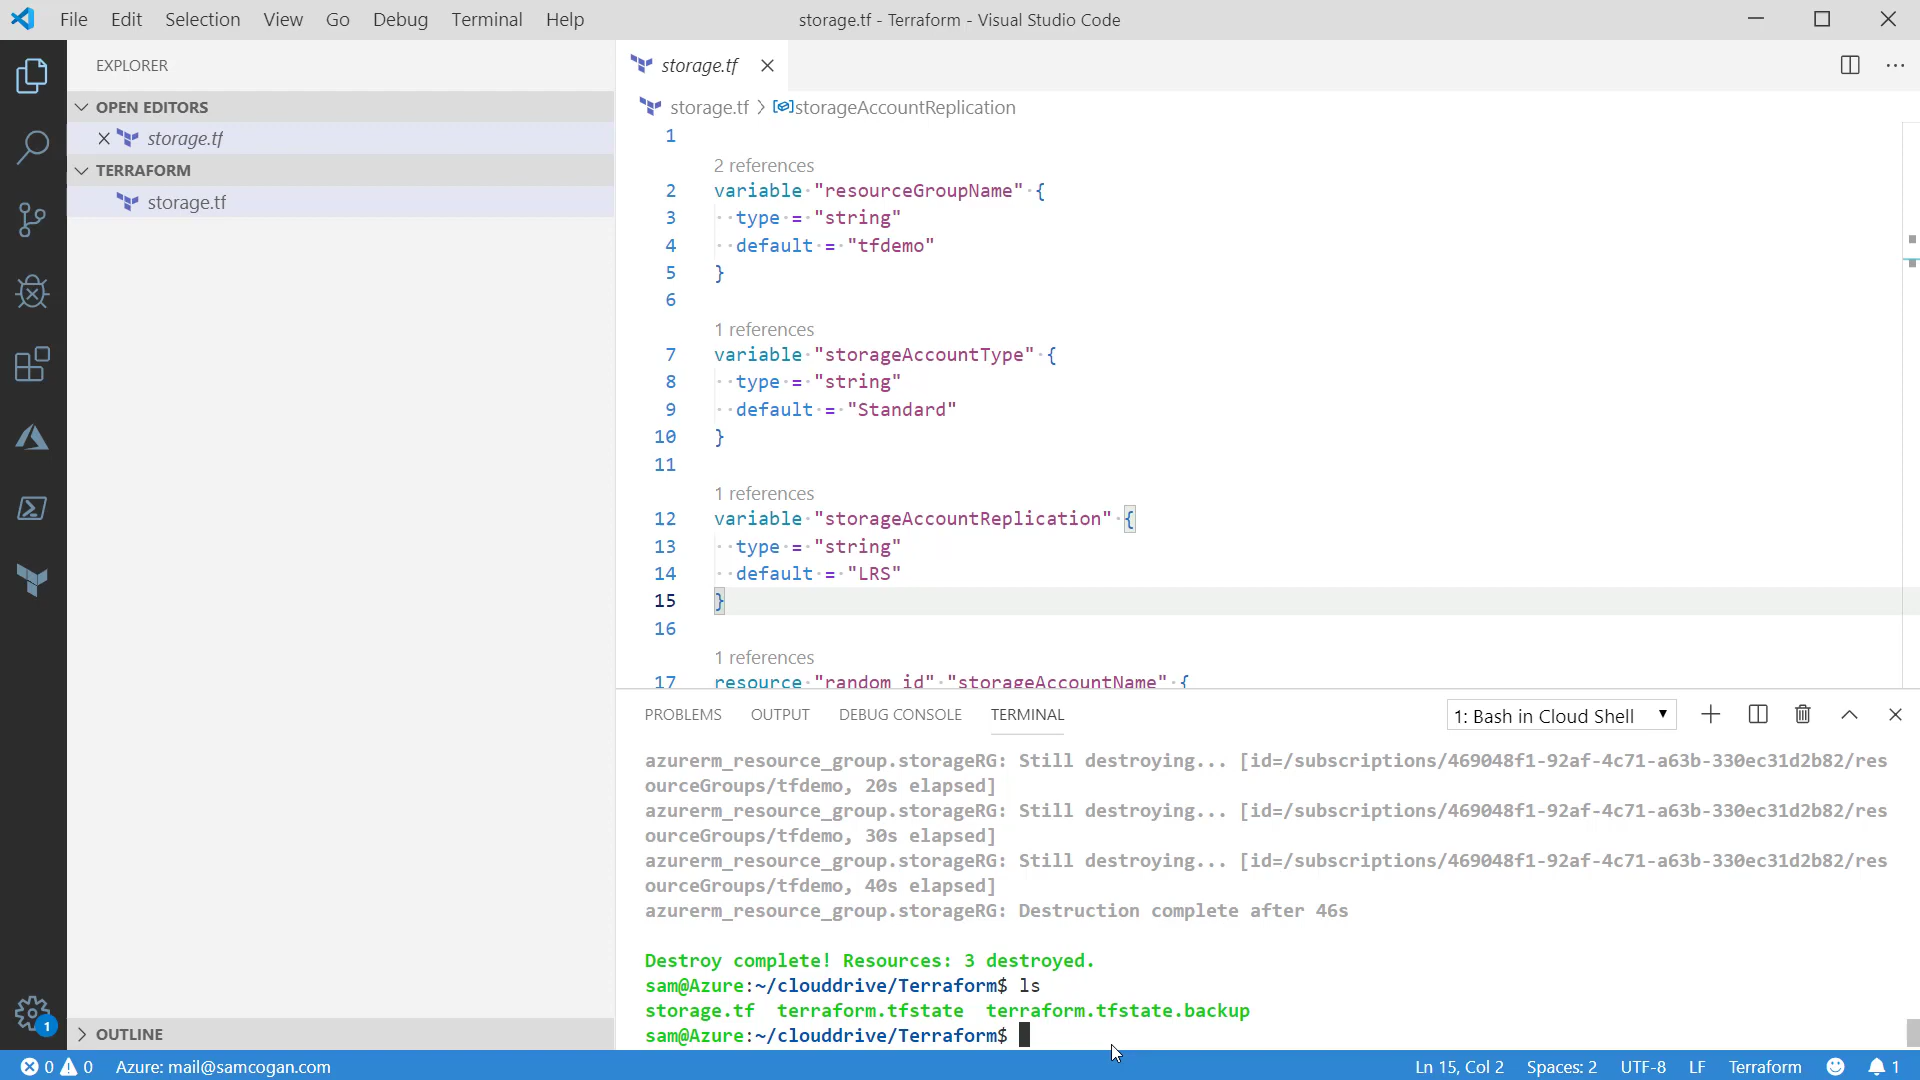 File Edit Selection View Go Debug Terminal Help
storage.tf - Terraform - Visual Studio Code
EXPLORER
OPEN EDITORS
storage.tf
TERRAFORM
storage.tf
OUTLINE
storage.tf
storage.tf > storageAccountReplication
1
2 references
2 variable "resourceGroupName" {
3 type = "string"
4 default = "tfdemo"
5 }
6
1 references
7 variable "storageAccountType" {
8 type = "string"
9 default = "Standard"
10 }
11
1 references
12 variable "storageAccountReplication" {
13 type = "string"
14 default = "LRS"
15 }
16
1 references
17 resource "random_id" "storageAccountName" {
PROBLEMS OUTPUT DEBUG CONSOLE TERMINAL
1: Bash in Cloud Shell
azurerm_resource_group.storageRG: Still destroying... [id=/subscriptions/469048f1-92af-4c71-a63b-330ec31d2b82/res
ourceGroups/tfdemo, 20s elapsed]
azurerm_resource_group.storageRG: Still destroying... [id=/subscriptions/469048f1-92af-4c71-a63b-330ec31d2b82/res
ourceGroups/tfdemo, 30s elapsed]
azurerm_resource_group.storageRG: Still destroying... [id=/subscriptions/469048f1-92af-4c71-a63b-330ec31d2b82/res
ourceGroups/tfdemo, 40s elapsed]
azurerm_resource_group.storageRG: Destruction complete after 46s
Destroy complete! Resources: 3 destroyed.
sam@Azure:~/clouddrive/Terraform$ ls
storage.tf terraform.tfstate terraform.tfstate.backup
sam@Azure:~/clouddrive/Terraform$
1
0 0 Azure: mail@samcogan.com
Ln 15, Col 2 Spaces: 2 UTF-8 LF Terraform 1